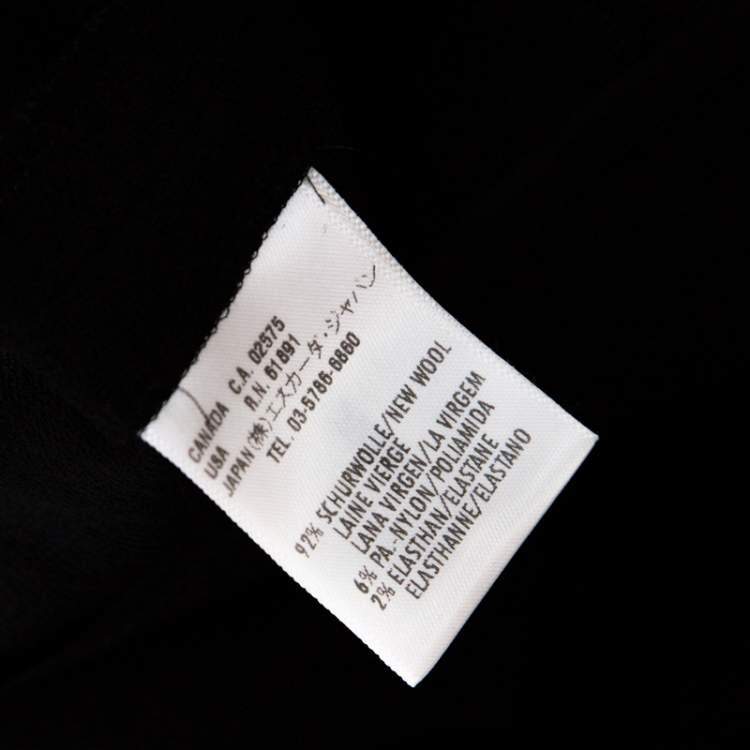 CANADA C.A. 02575
USA R.N. 61891
JAPAN (株)エスカーダ・ジャパン
TEL. 03-5786-6860
92% SCHURWOLLE/NEW WOOL
LAINE VIERGE
LANA VIRGEN/LA VIRGEM
6% PA.-NYLON/POLIAMIDA
2% ELASTHAN/ELASTANE
ELASTHANNE/ELASTANO